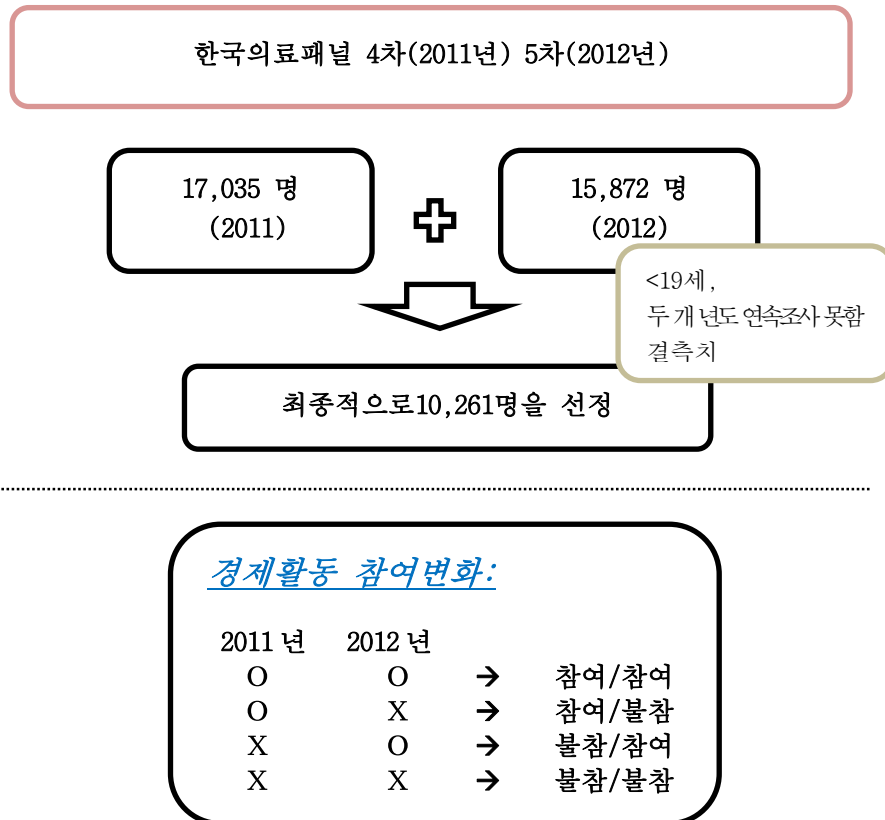 한국의료패널 4차(2011년) 5차(2012년)
17,035 명
(2011)
15,872 명
(2012)
<19세,
두 개 년도 연속조사 못함
결측치
최종적으로10,261명을 선정
경제활동 참여변화:
2011 년 2012 년
O O → 참여/참여
O X → 참여/불참
X O → 불참/참여
X X → 불참/불참